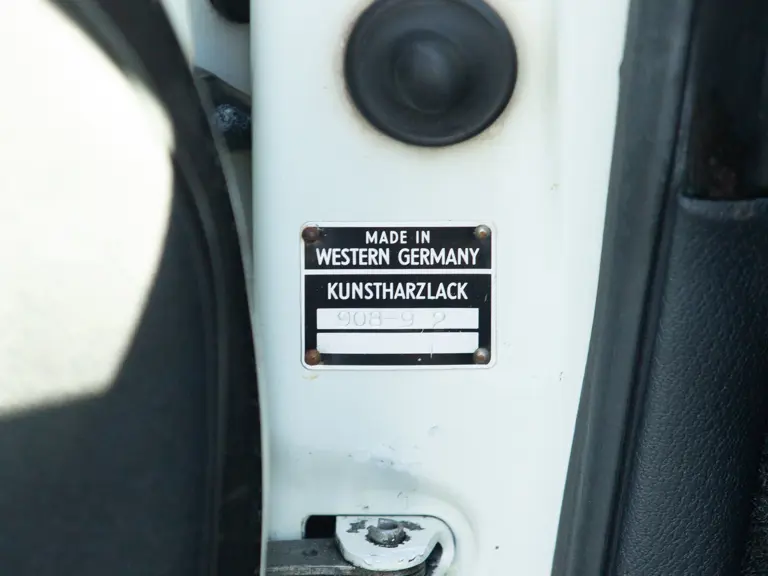 MADE IN
WESTERN GERMANY
KUNSTHARZLACK
908-9 2